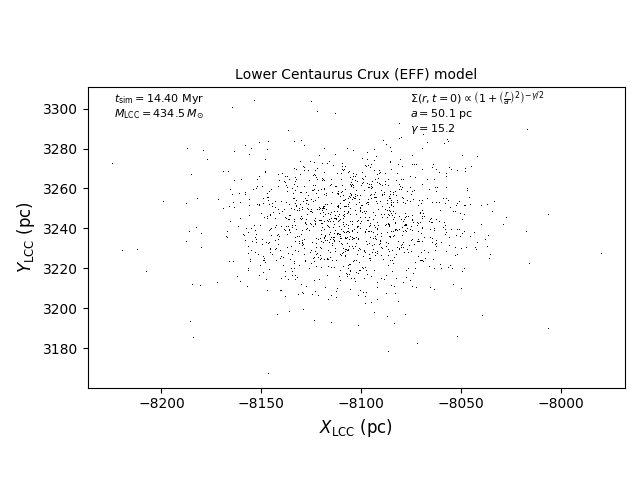 Lower Centaurus Crux (EFF) model
t_sim = 14.40 Myr
M_LCC = 434.5 M_⊙
Σ(r, t = 0) ∝ (1 + (r/a)²)^(−γ/2)
a = 50.1 pc
γ = 15.2
Y_LCC (pc)
3300
3280
3260
3240
3220
3200
3180
−8200 −8150 −8100 −8050 −8000
X_LCC (pc)